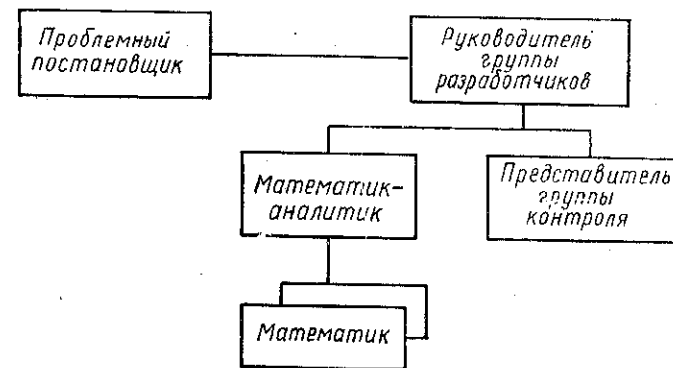 Проблемный
постановщик
Руководитель
группы
разработчиков
Математик-
аналитик
Представитель
группы
контроля
Математик